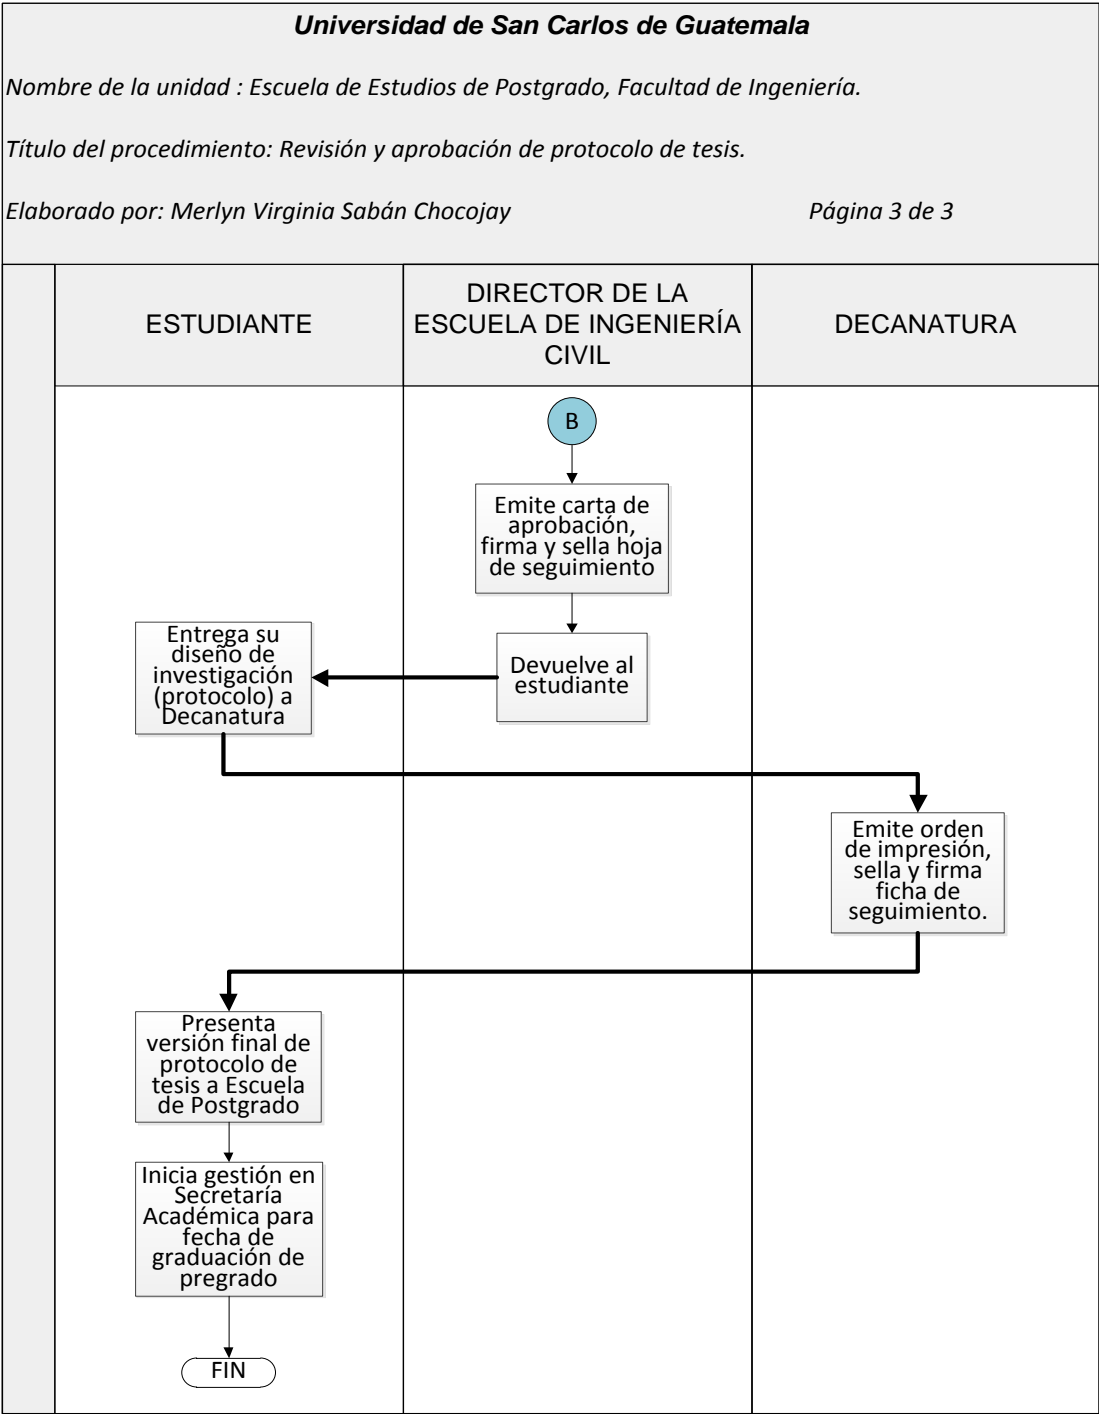 Universidad de San Carlos de Guatemala
Nombre de la unidad : Escuela de Estudios de Postgrado, Facultad de Ingeniería.
Título del procedimiento: Revisión y aprobación de protocolo de tesis.
Elaborado por: Merlyn Virginia Sabán Chocojay Página 3 de 3
ESTUDIANTE
DIRECTOR DE LA
ESCUELA DE INGENIERÍA
CIVIL
DECANATURA
B
Emite carta de
aprobación,
firma y sella hoja
de seguimiento
Devuelve al
estudiante
Entrega su
diseño de
investigación
(protocolo) a
Decanatura
Emite orden
de impresión,
sella y firma
ficha de
seguimiento.
Presenta
versión final de
protocolo de
tesis a Escuela
de Postgrado
Inicia gestión en
Secretaría
Académica para
fecha de
graduación de
pregrado
FIN